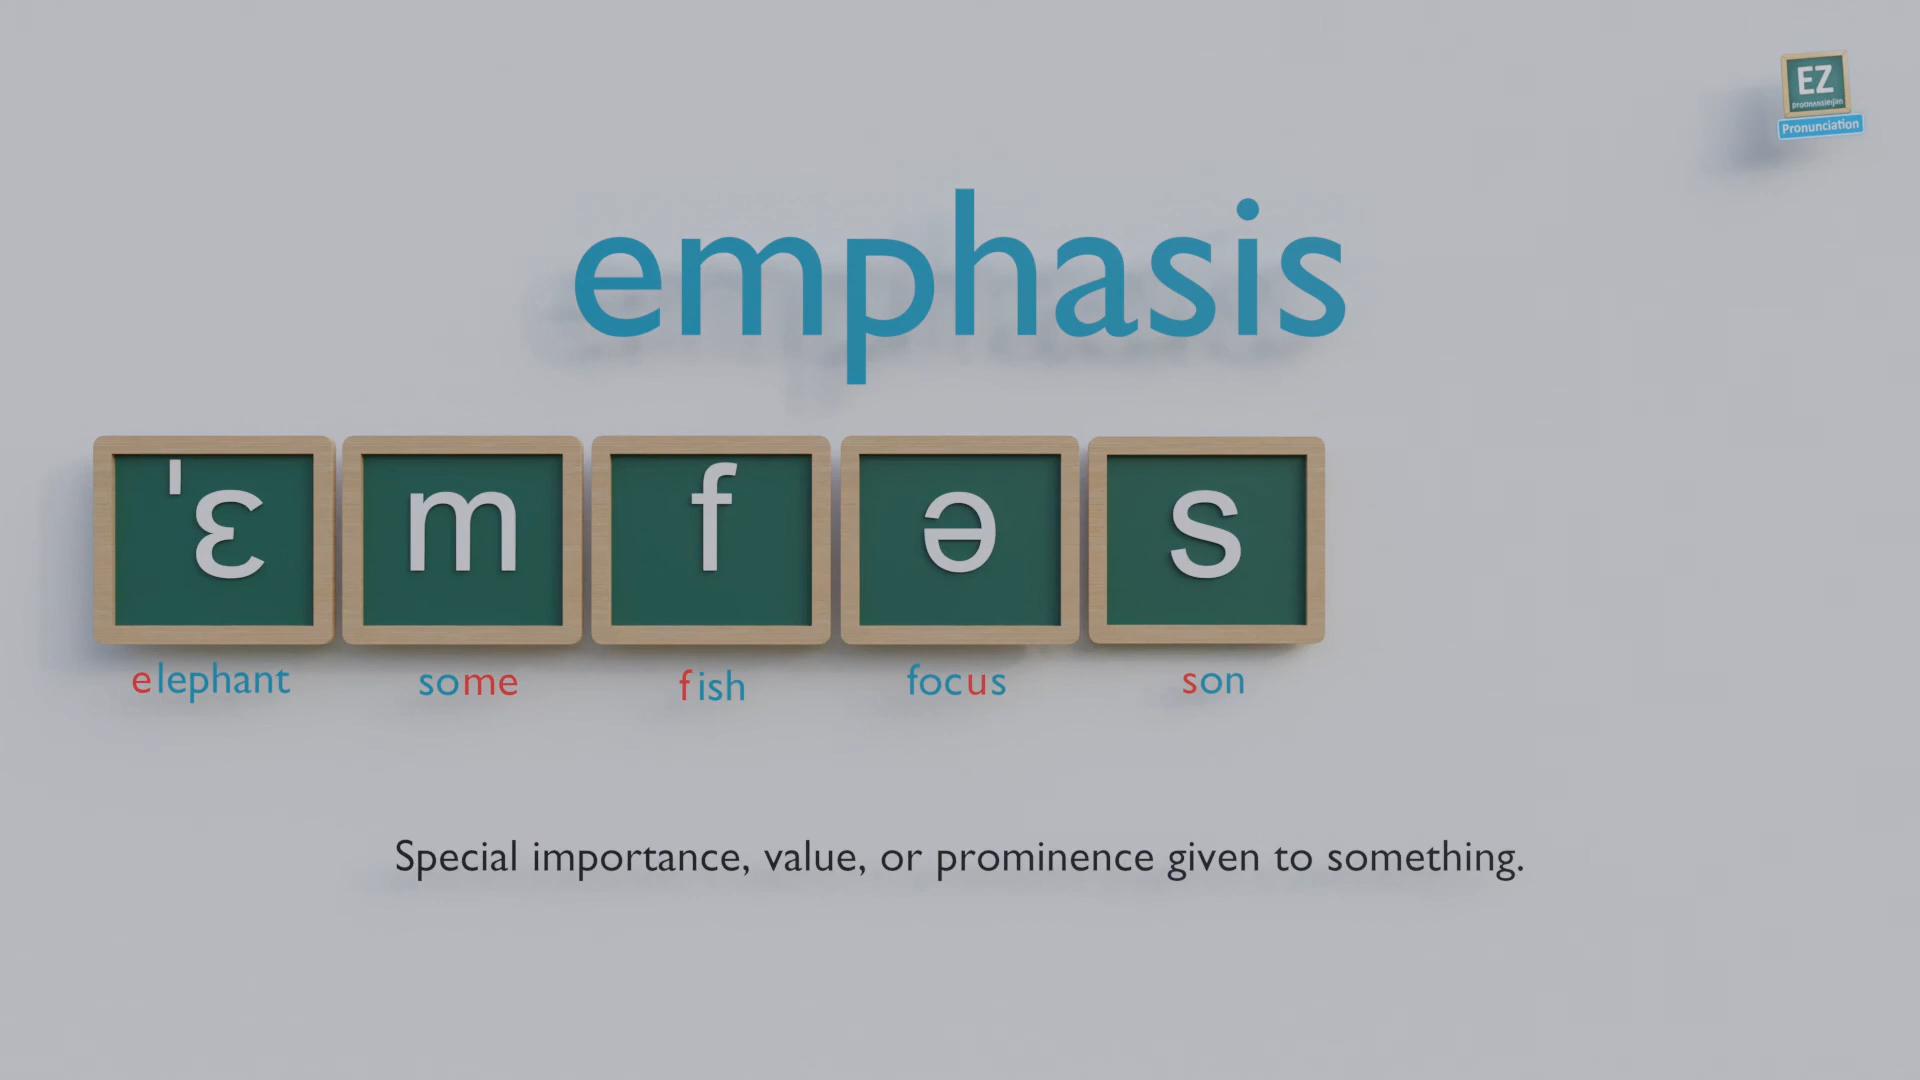 EZ
Pronunciation
emphasis
ˈɛ m f ə s
elephant some fish focus son
Special importance, value, or prominence given to something.